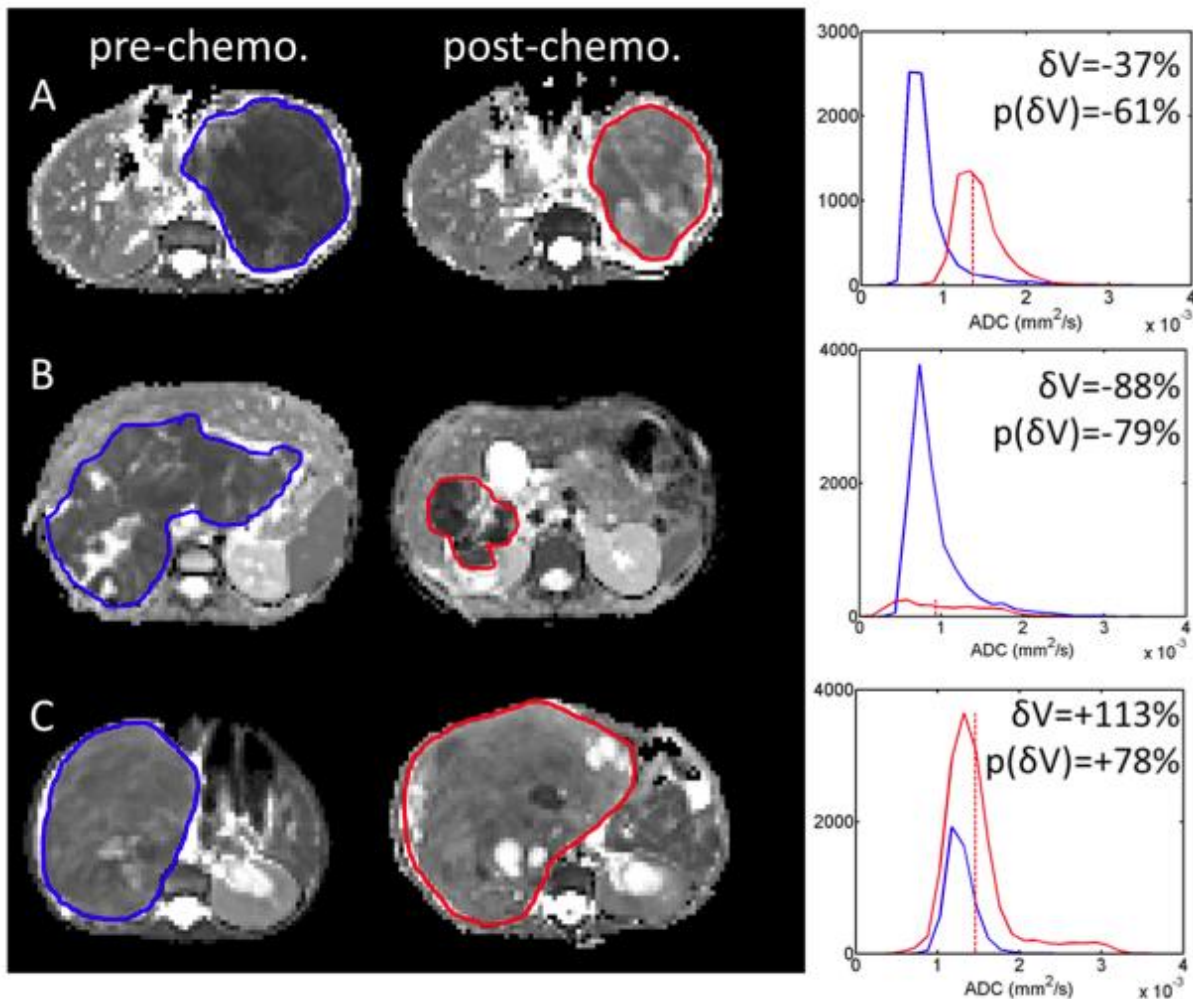 pre-chemo. post-chemo.
A
3000
2000
1000
0
δV=-37%
p(δV)=-61%
0 1 2 3 4
ADC (mm²/s) x 10⁻³
B
4000
2000
0
δV=-88%
p(δV)=-79%
0 1 2 3 4
ADC (mm²/s) x 10⁻³
C
4000
2000
0
δV=+113%
p(δV)=+78%
0 1 2 3 4
ADC (mm²/s) x 10⁻³